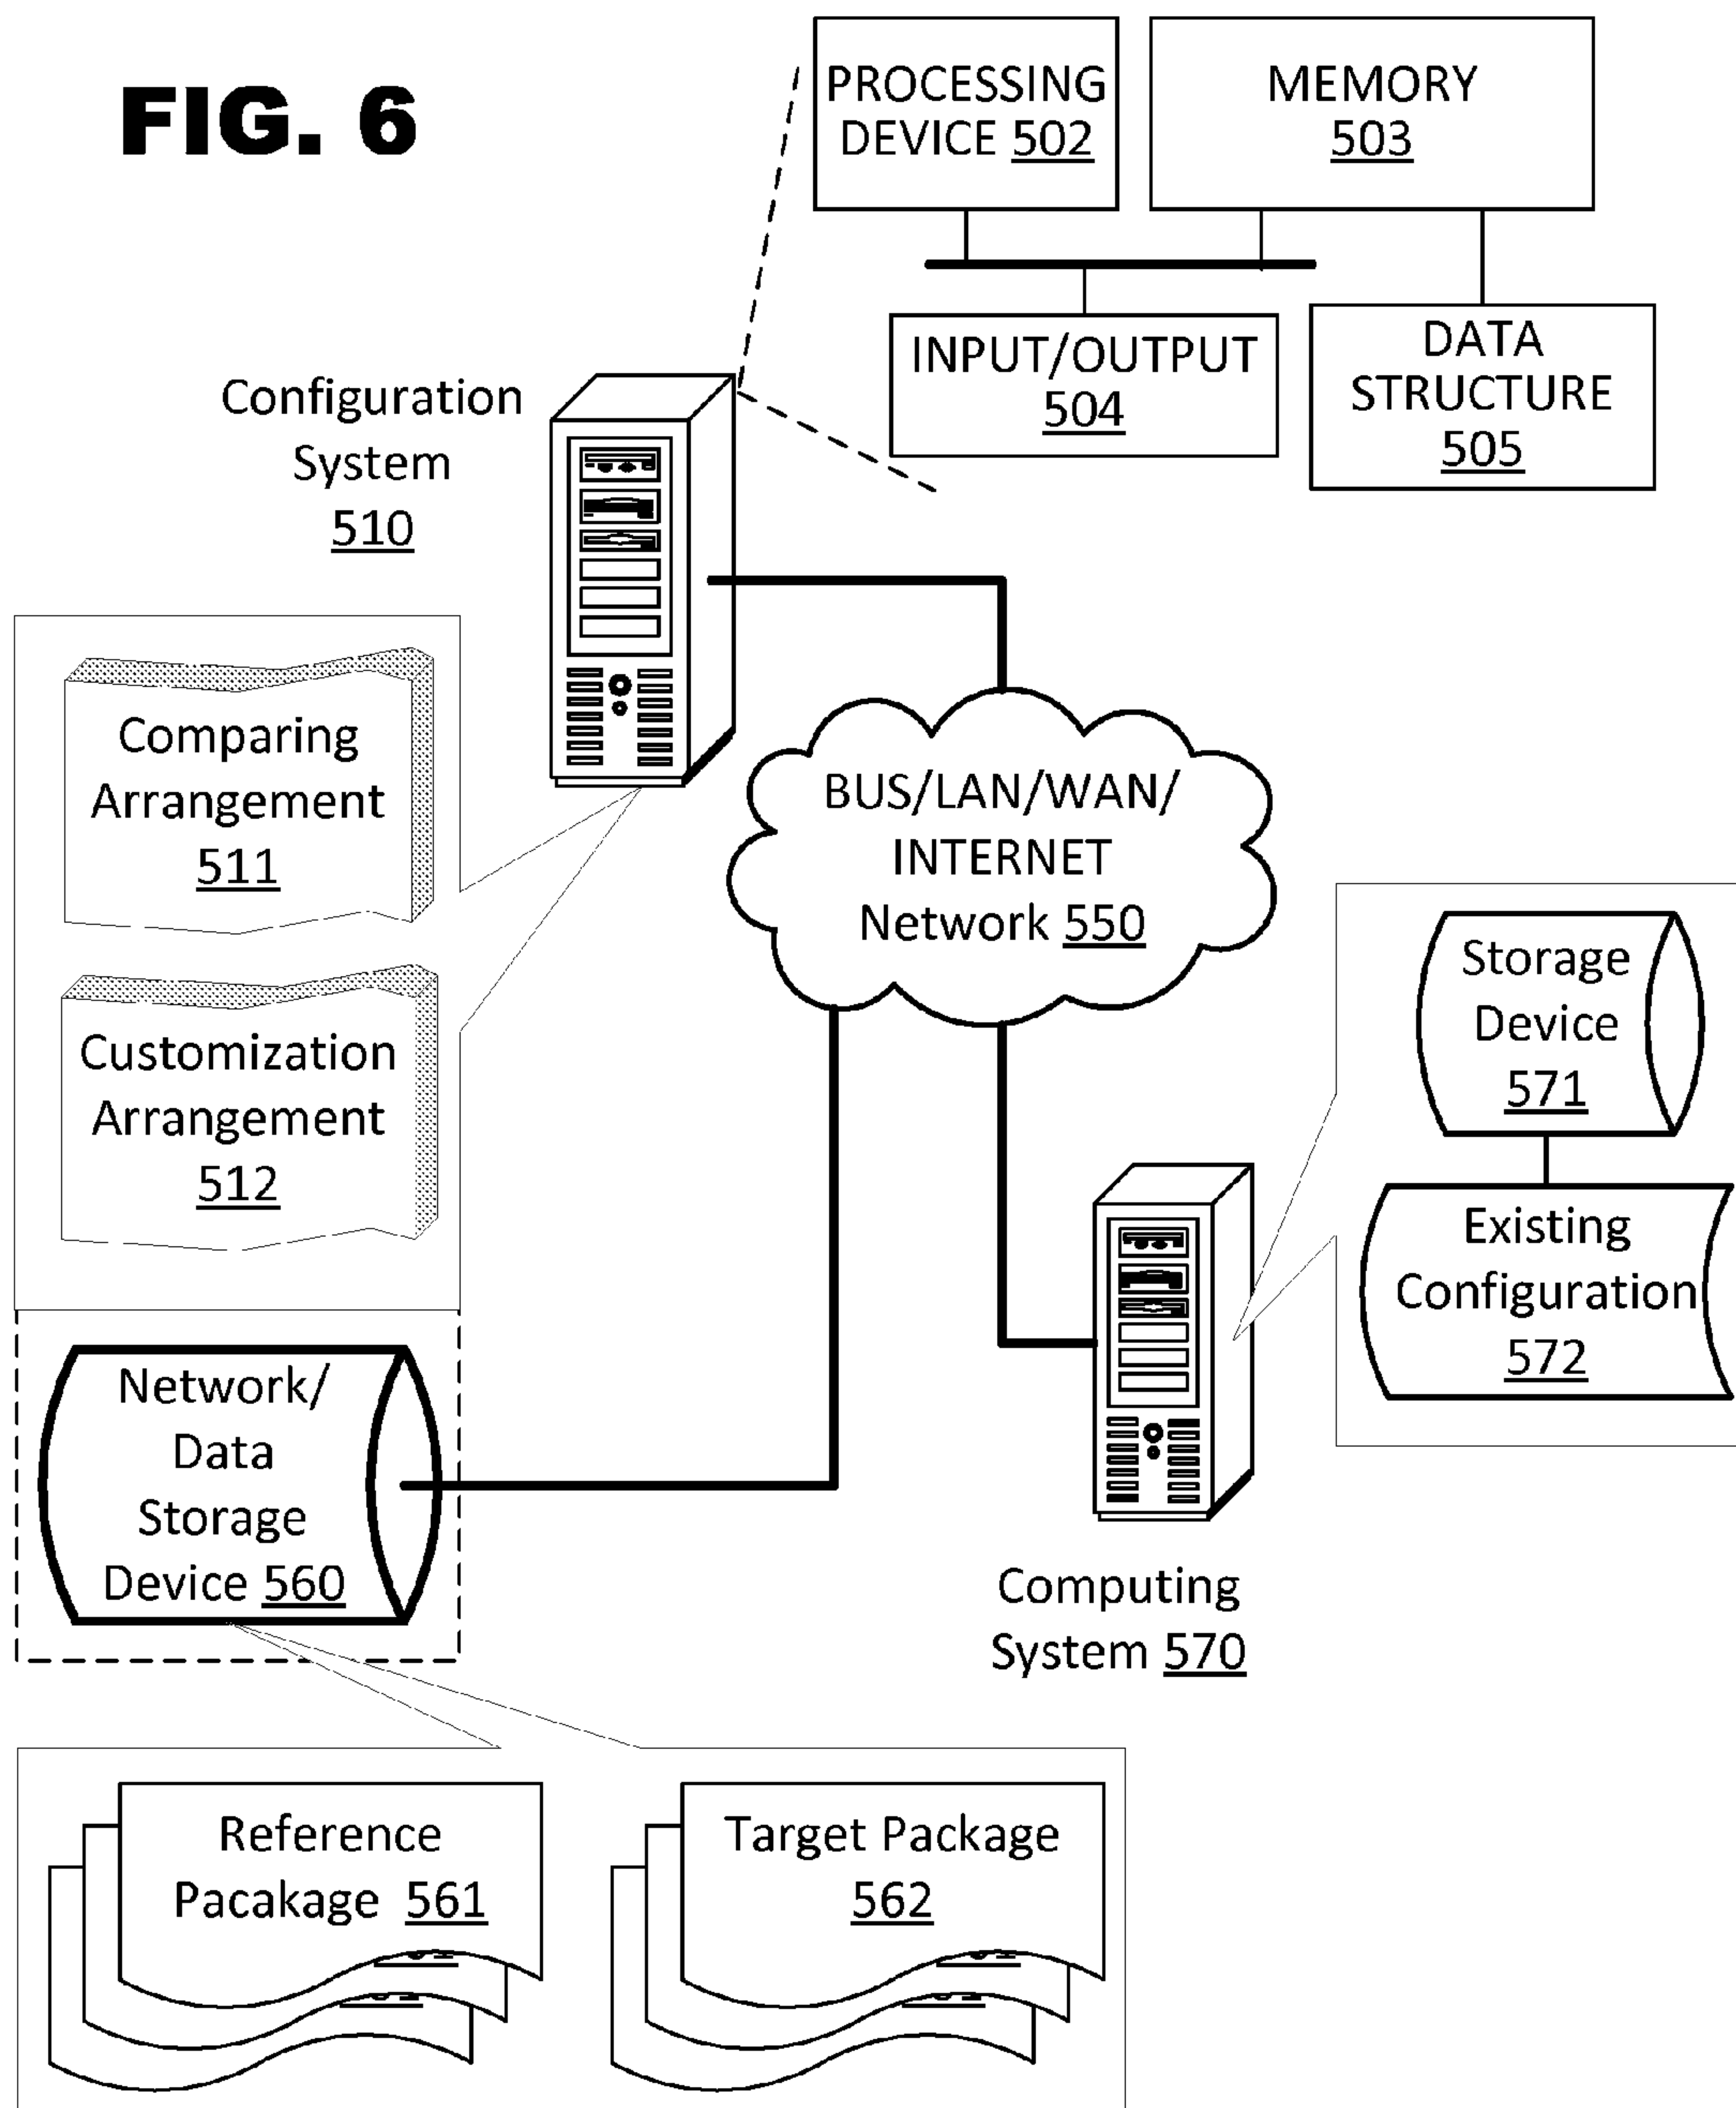 FIG. 6
PROCESSING
DEVICE 502
MEMORY
503
INPUT/OUTPUT
504
DATA
STRUCTURE
505
Configuration
System
510
Comparing
Arrangement
511
Customization
Arrangement
512
BUS/LAN/WAN/
INTERNET
Network 550
Storage
Device
571
Existing
Configuration
572
Network/
Data
Storage
Device 560
Computing
System 570
Reference
Pacakage 561
Target Package
562